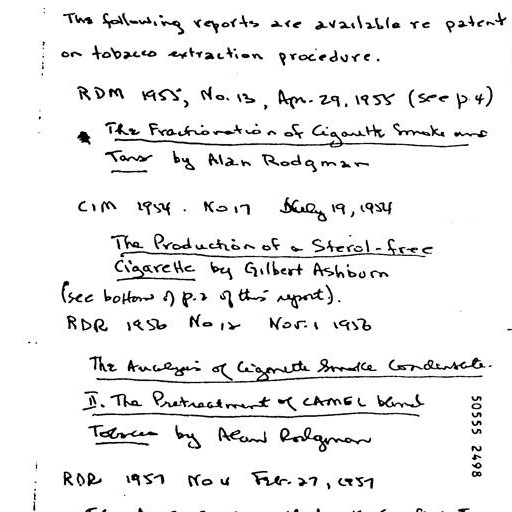 The following reports are available re patent
on tobacco extraction procedure.
RDM 1955, No. 13, Apr. 29, 1955 (see p. 4)
The Fractionation of Cigarette Smoke and
Tars by Alan Rodgman
CIM 1954. No 17 July 19, 1954
The Production of a Sterol-free
Cigarette by Gilbert Ashburn
(see bottom of p. 2 of this report).
RDR 1956 No 12 Nov. 1 1956
The Analysis of Cigarette Smoke Condensate.
II. The Pretreatment of CAMEL blend
Tobacco by Alan Rodgman
RDR 1957 No 4 Feb. 27, 1957
50555 2498